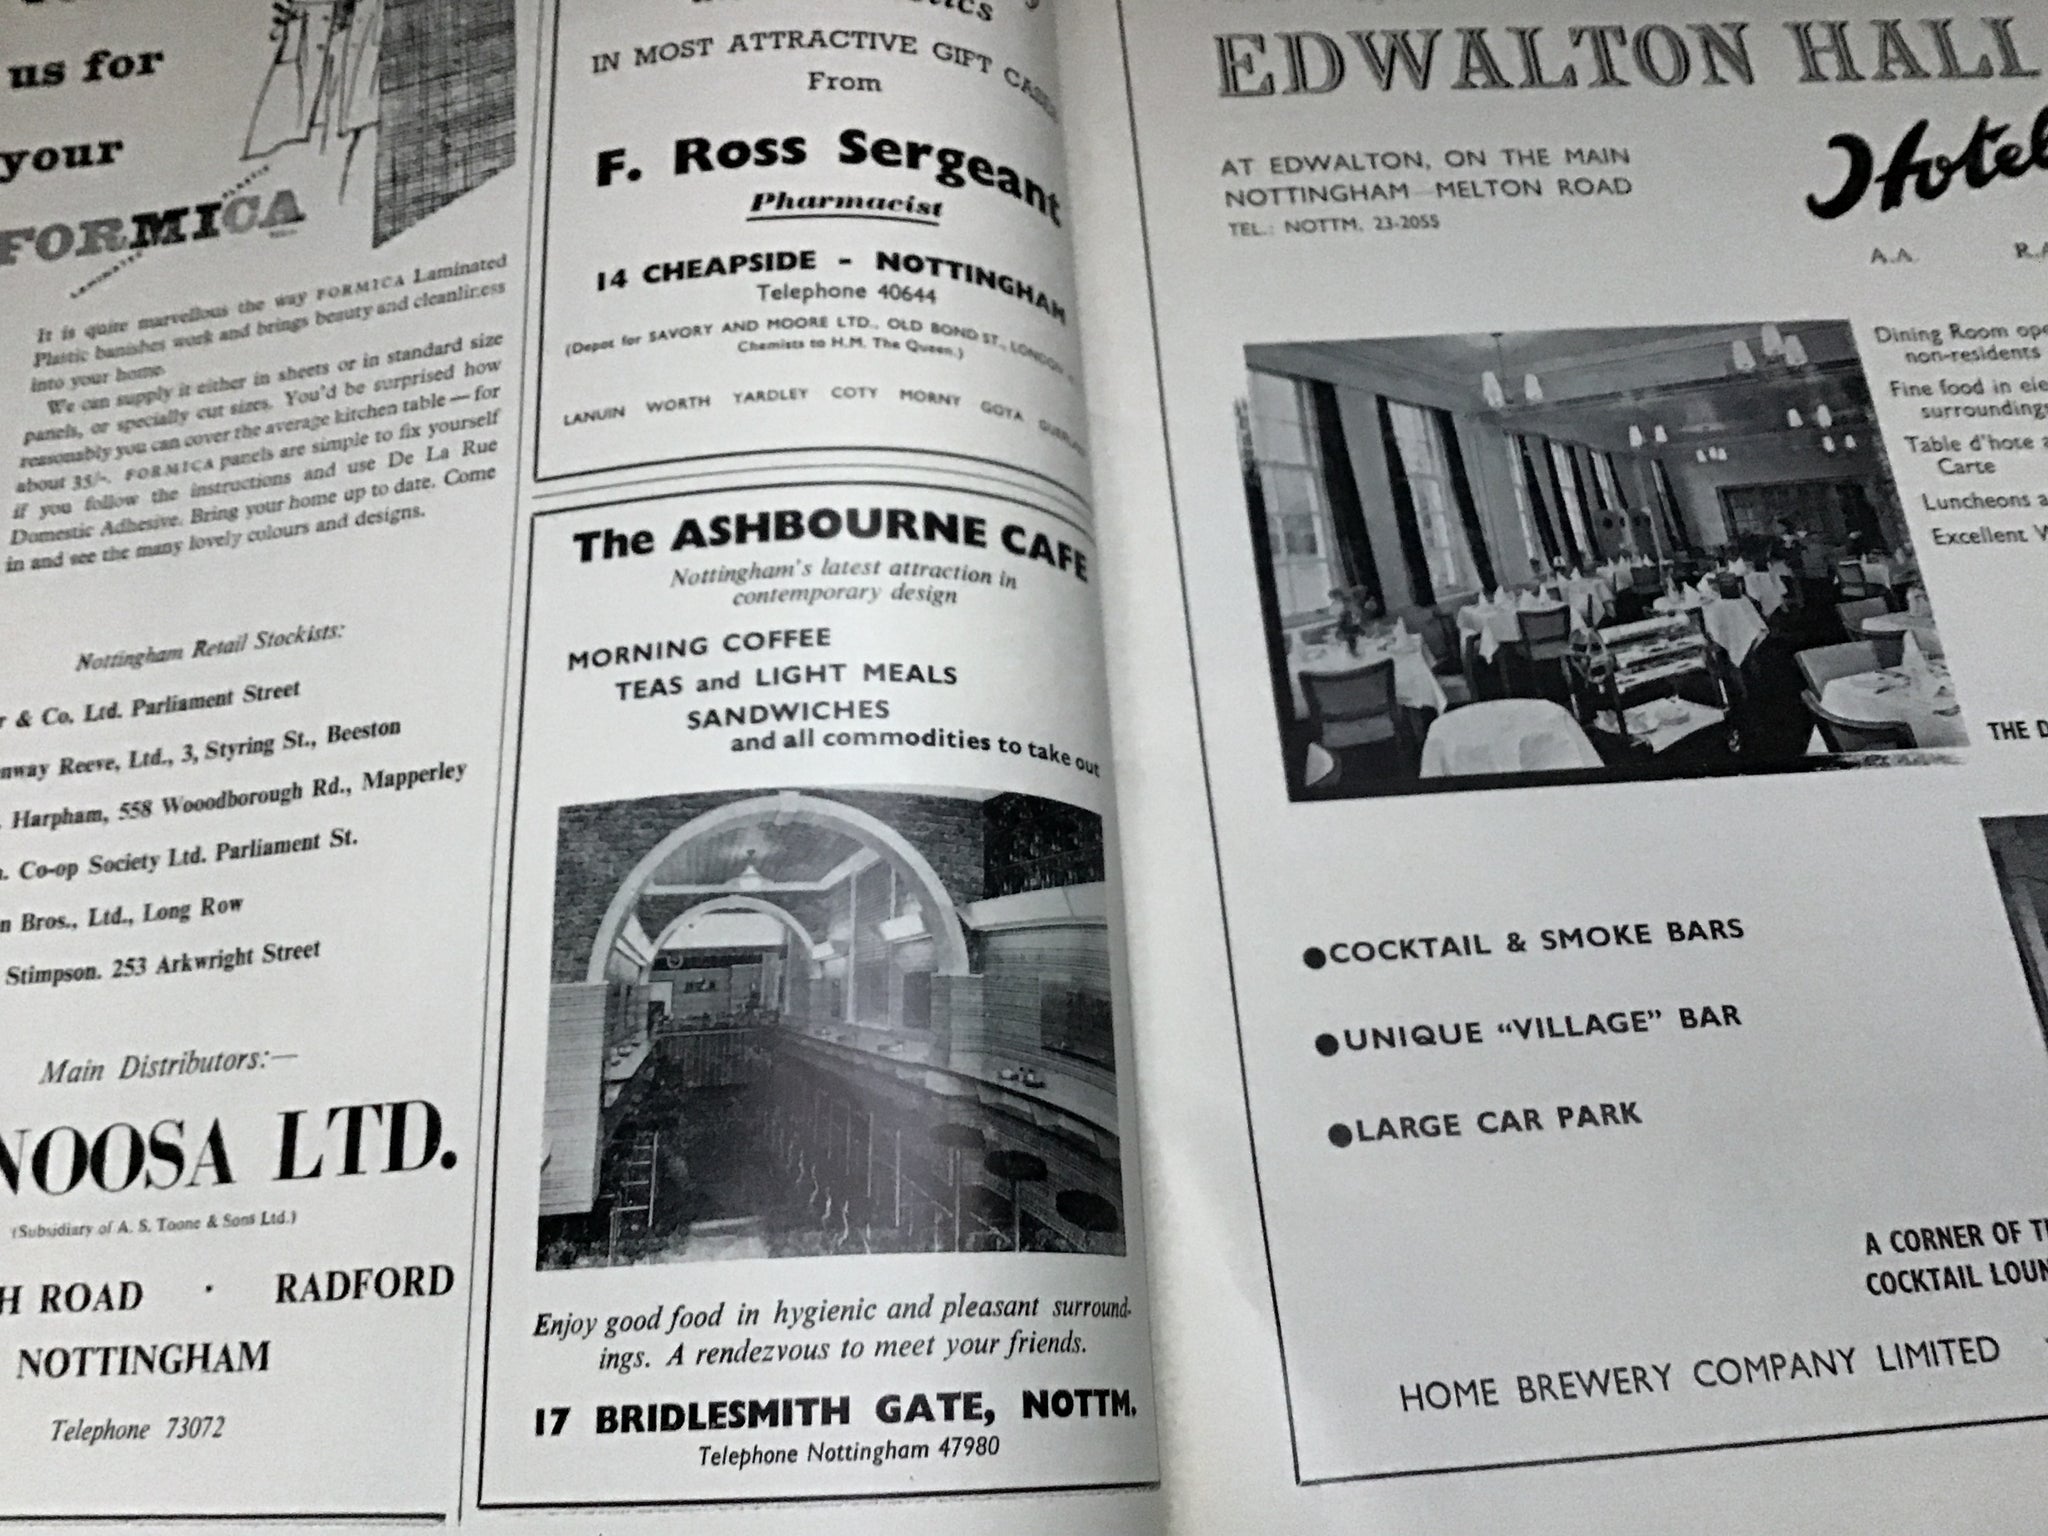 us for
your
FORMICA
LAMINATED PLASTIC
It is quite marvellous the way FORMICA Laminated
Plastic banishes work and brings beauty and cleanliness
into your home.
We can supply it either in sheets or in standard size
panels, or specially cut sizes. You'd be surprised how
reasonably you can cover the average kitchen table — for
about 35/-. FORMICA panels are simple to fix yourself
if you follow the instructions and use De La Rue
Domestic Adhesive. Bring your home up to date. Come
in and see the many lovely colours and designs.
Nottingham Retail Stockists:
r & Co. Ltd. Parliament Street
nway Reeve, Ltd., 3, Styring St., Beeston
. Harpham, 558 Wooodborough Rd., Mapperley
. Co-op Society Ltd. Parliament St.
n Bros., Ltd., Long Row
Stimpson. 253 Arkwright Street
Main Distributors:—
NOOSA LTD.
(Subsidiary of A. S. Toone & Sons Ltd.)
H ROAD · RADFORD
NOTTINGHAM
Telephone 73072
IN MOST ATTRACTIVE GIFT CASES
From
F. Ross Sergeant
Pharmacist
14 CHEAPSIDE - NOTTINGHAM
Telephone 40644
(Depot for SAVORY AND MOORE LTD., OLD BOND ST., LONDON
Chemists to H.M. The Queen.)
LANUIN WORTH YARDLEY COTY MORNY GOYA
The ASHBOURNE CAFE
Nottingham's latest attraction in
contemporary design
MORNING COFFEE
TEAS and LIGHT MEALS
SANDWICHES
and all commodities to take out
Enjoy good food in hygienic and pleasant surround-
ings. A rendezvous to meet your friends.
17 BRIDLESMITH GATE, NOTTM.
Telephone Nottingham 47980
EDWALTON HALL
Hotel
AT EDWALTON, ON THE MAIN
NOTTINGHAM MELTON ROAD
TEL.: NOTTM. 23-2055
A.A. R.A
Dining Room ope
non-residents
Fine food in ele
surroundings
Table d'hote a
Carte
Luncheons a
Excellent W
THE D
●COCKTAIL & SMOKE BARS
●UNIQUE "VILLAGE" BAR
●LARGE CAR PARK
A CORNER OF TH
COCKTAIL LOUN
HOME BREWERY COMPANY LIMITED